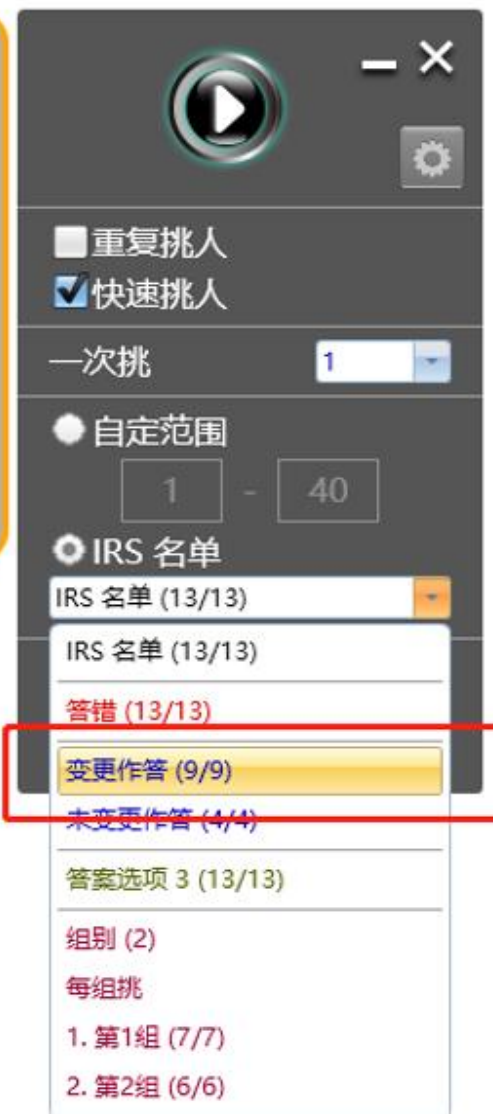 重复挑人
快速挑人
一次挑 1
自定范围
1 - 40
IRS 名单
IRS 名单 (13/13)
IRS 名单 (13/13)
答错 (13/13)
变更作答 (9/9)
未变更作答 (4/4)
答案选项 3 (13/13)
组别 (2)
每组挑
1. 第1组 (7/7)
2. 第2组 (6/6)